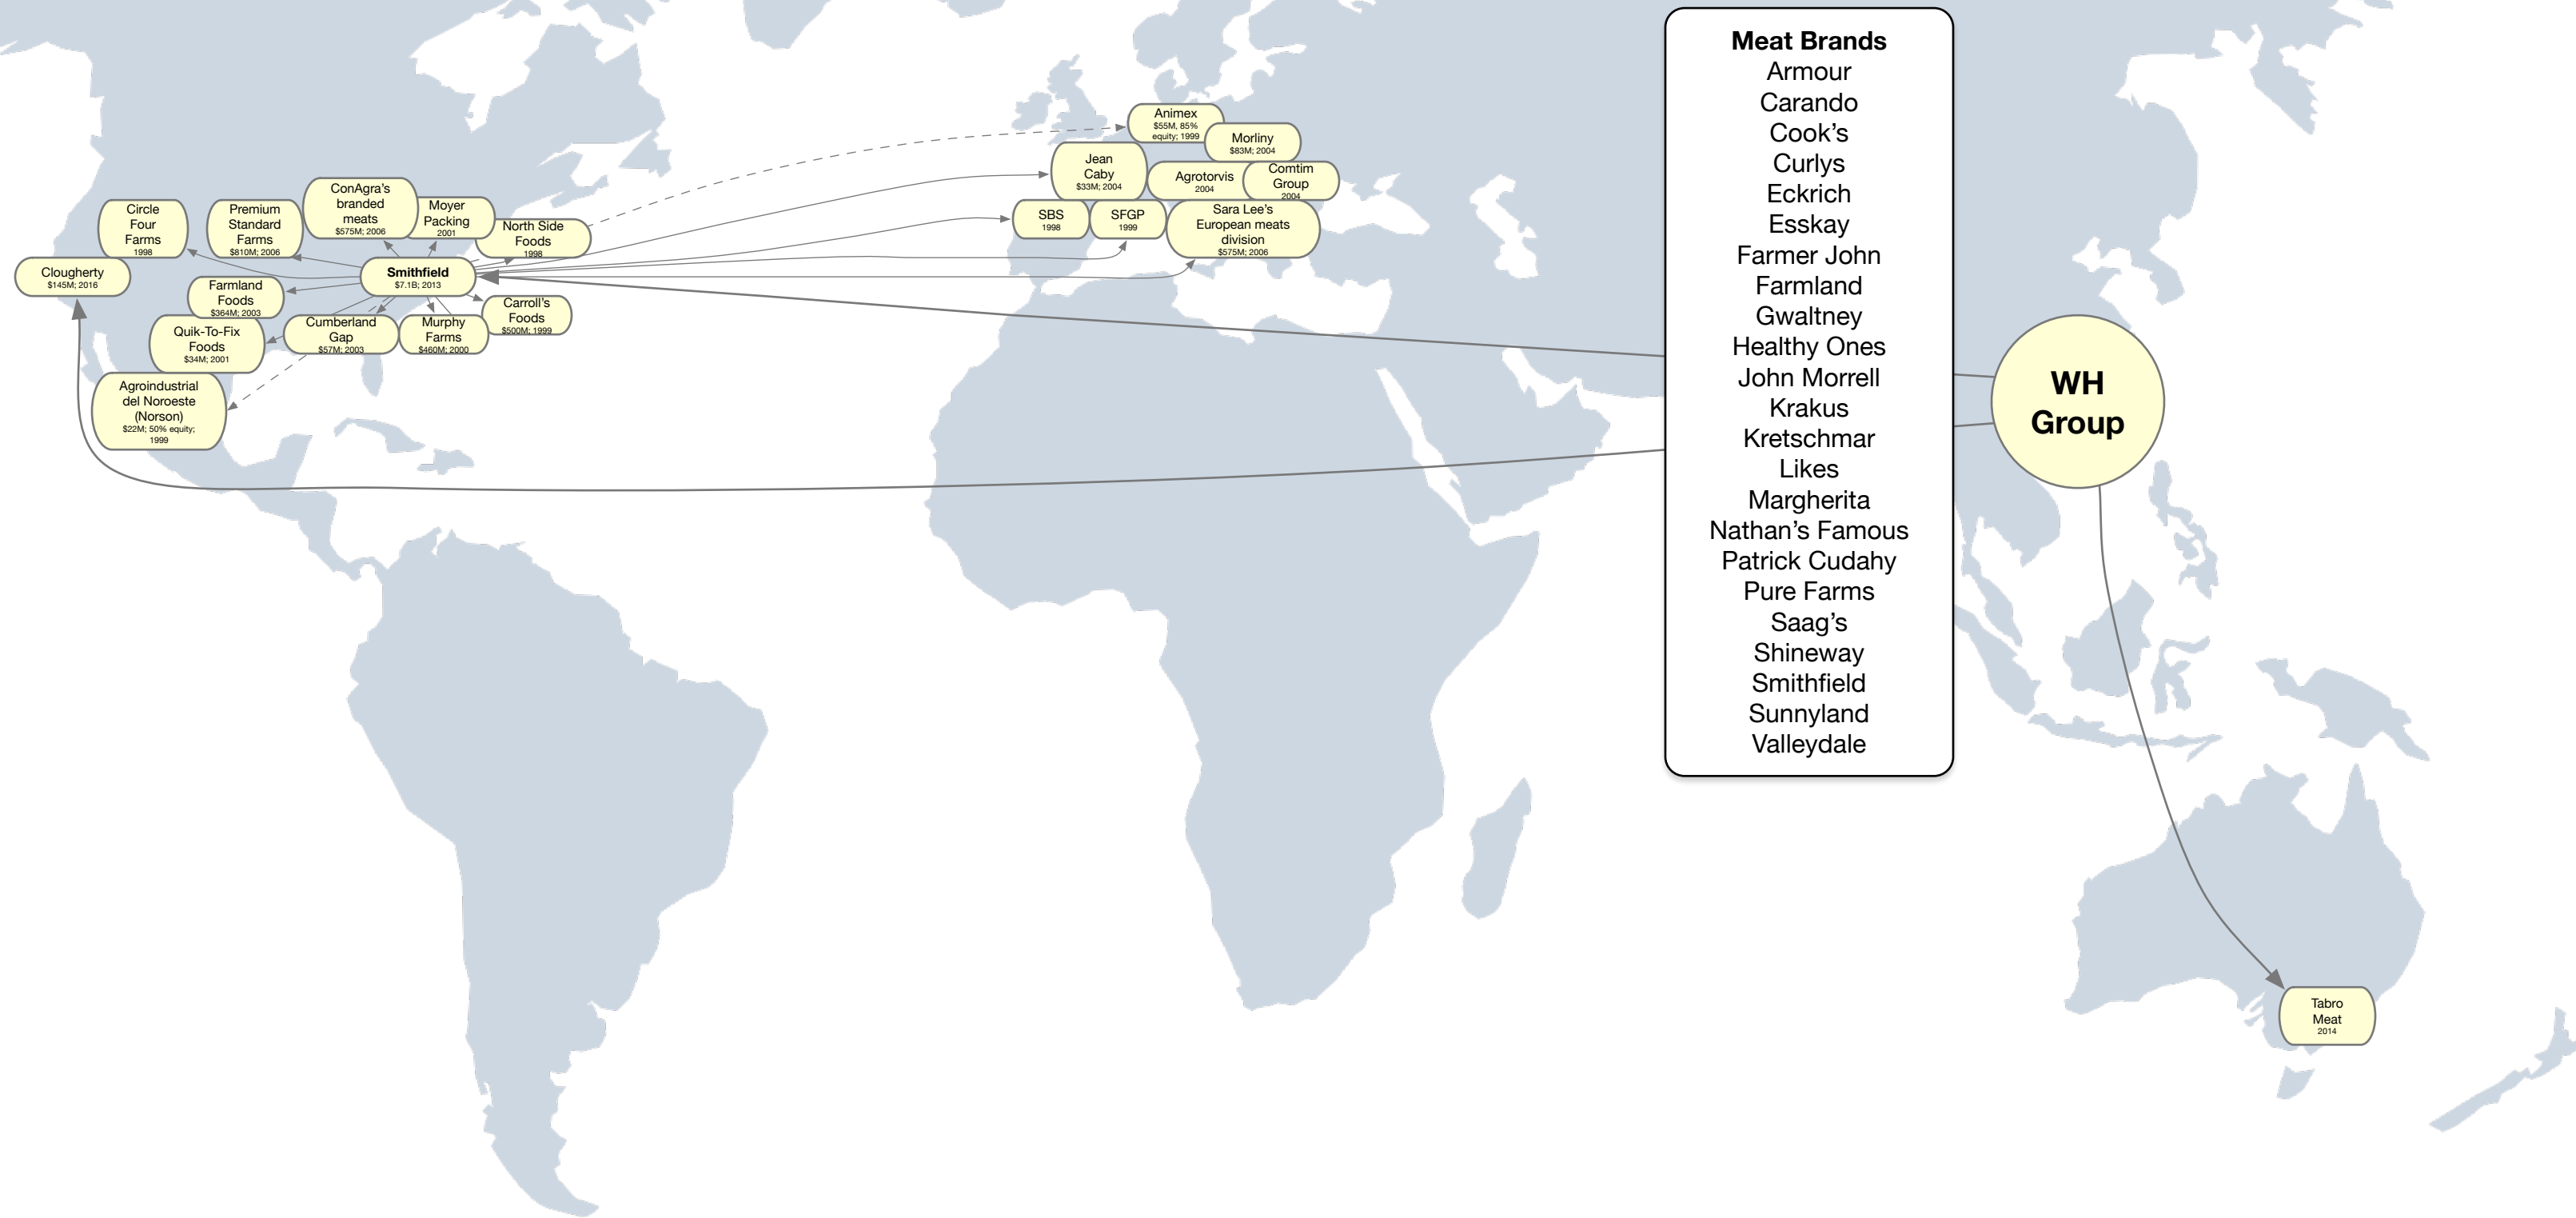 Meat Brands
Armour
Carando
Cook’s
Curlys
Eckrich
Esskay
Farmer John
Farmland
Gwaltney
Healthy Ones
John Morrell
Krakus
Kretschmar
Likes
Margherita
Nathan’s Famous
Patrick Cudahy
Pure Farms
Saag’s
Shineway
Smithfield
Sunnyland
Valleydale
Animex
$55M, 85%
equity; 1999
Morliny
$83M; 2004
Jean
Caby
$33M; 2004
Agrotorvis
2004
Comtim
Group
2004
SBS
1998
SFGP
1999
Sara Lee’s
European meats
division
$575M; 2006
Circle
Four
Farms
1998
Premium
Standard
Farms
$810M; 2006
ConAgra’s
branded
meats
$575M; 2006
Moyer
Packing
2001
North Side
Foods
1998
Clougherty
$145M; 2016
Smithfield
$7.1B; 2013
Farmland
Foods
$364M; 2003
Carroll’s
Foods
$500M; 1999
Quik-To-Fix
Foods
$34M; 2001
Cumberland
Gap
$57M; 2003
Murphy
Farms
$460M; 2000
Agroindustrial
del Noroeste
(Norson)
$22M; 50% equity;
1999
WH
Group
Tabro
Meat
2014